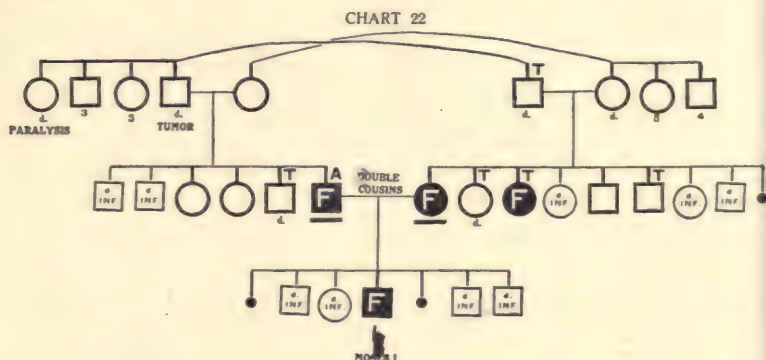 CHART 22
T
d. 3 3 d. d. d. 5 4
PARALYSIS TUMOR
T A DOUBLE T T T
d. INF. d. INF. F COUSINS F F d. INF. d. INF. d. INF.
d. d.
d. INF. d. INF. F d. INF. d. INF.